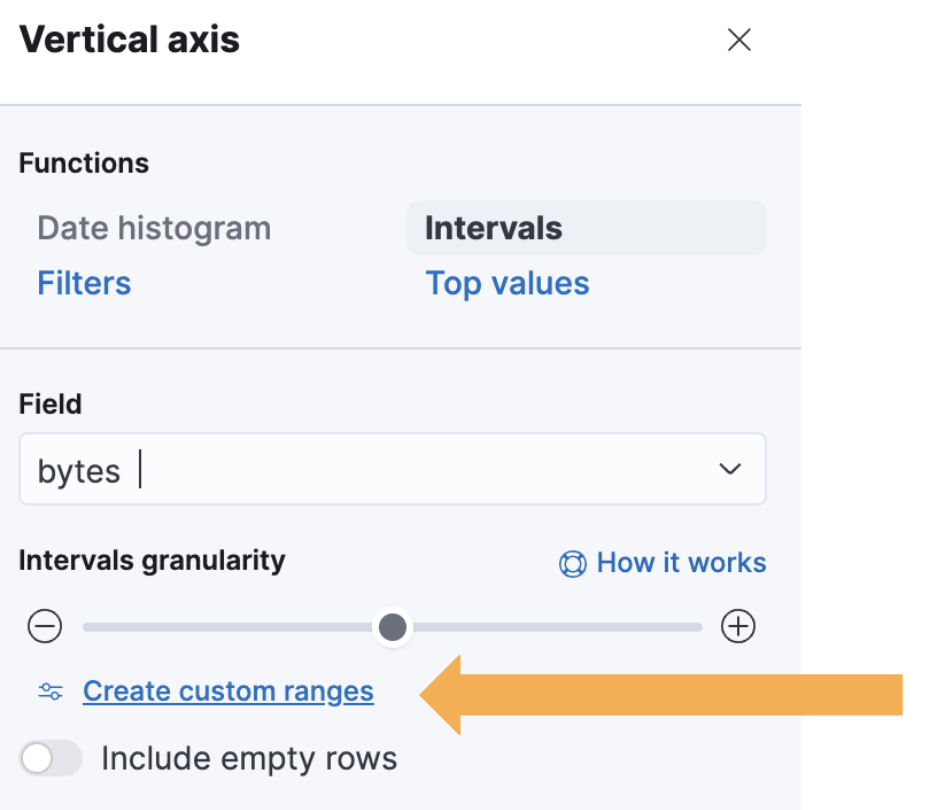 Vertical axis
Functions
Date histogram Intervals
Filters Top values
Field
bytes
Intervals granularity How it works
Create custom ranges
Include empty rows